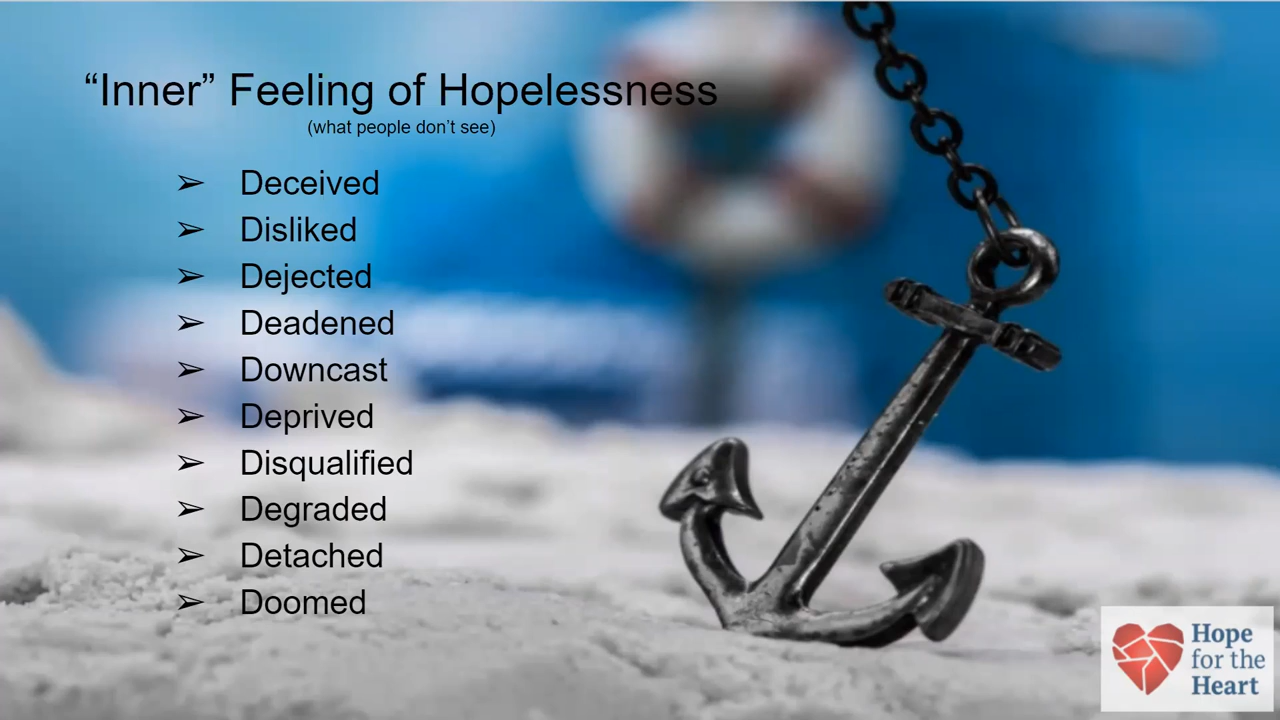 “Inner” Feeling of Hopelessness
(what people don’t see)
➢ Deceived
➢ Disliked
➢ Dejected
➢ Deadened
➢ Downcast
➢ Deprived
➢ Disqualified
➢ Degraded
➢ Detached
➢ Doomed
Hope
for the
Heart